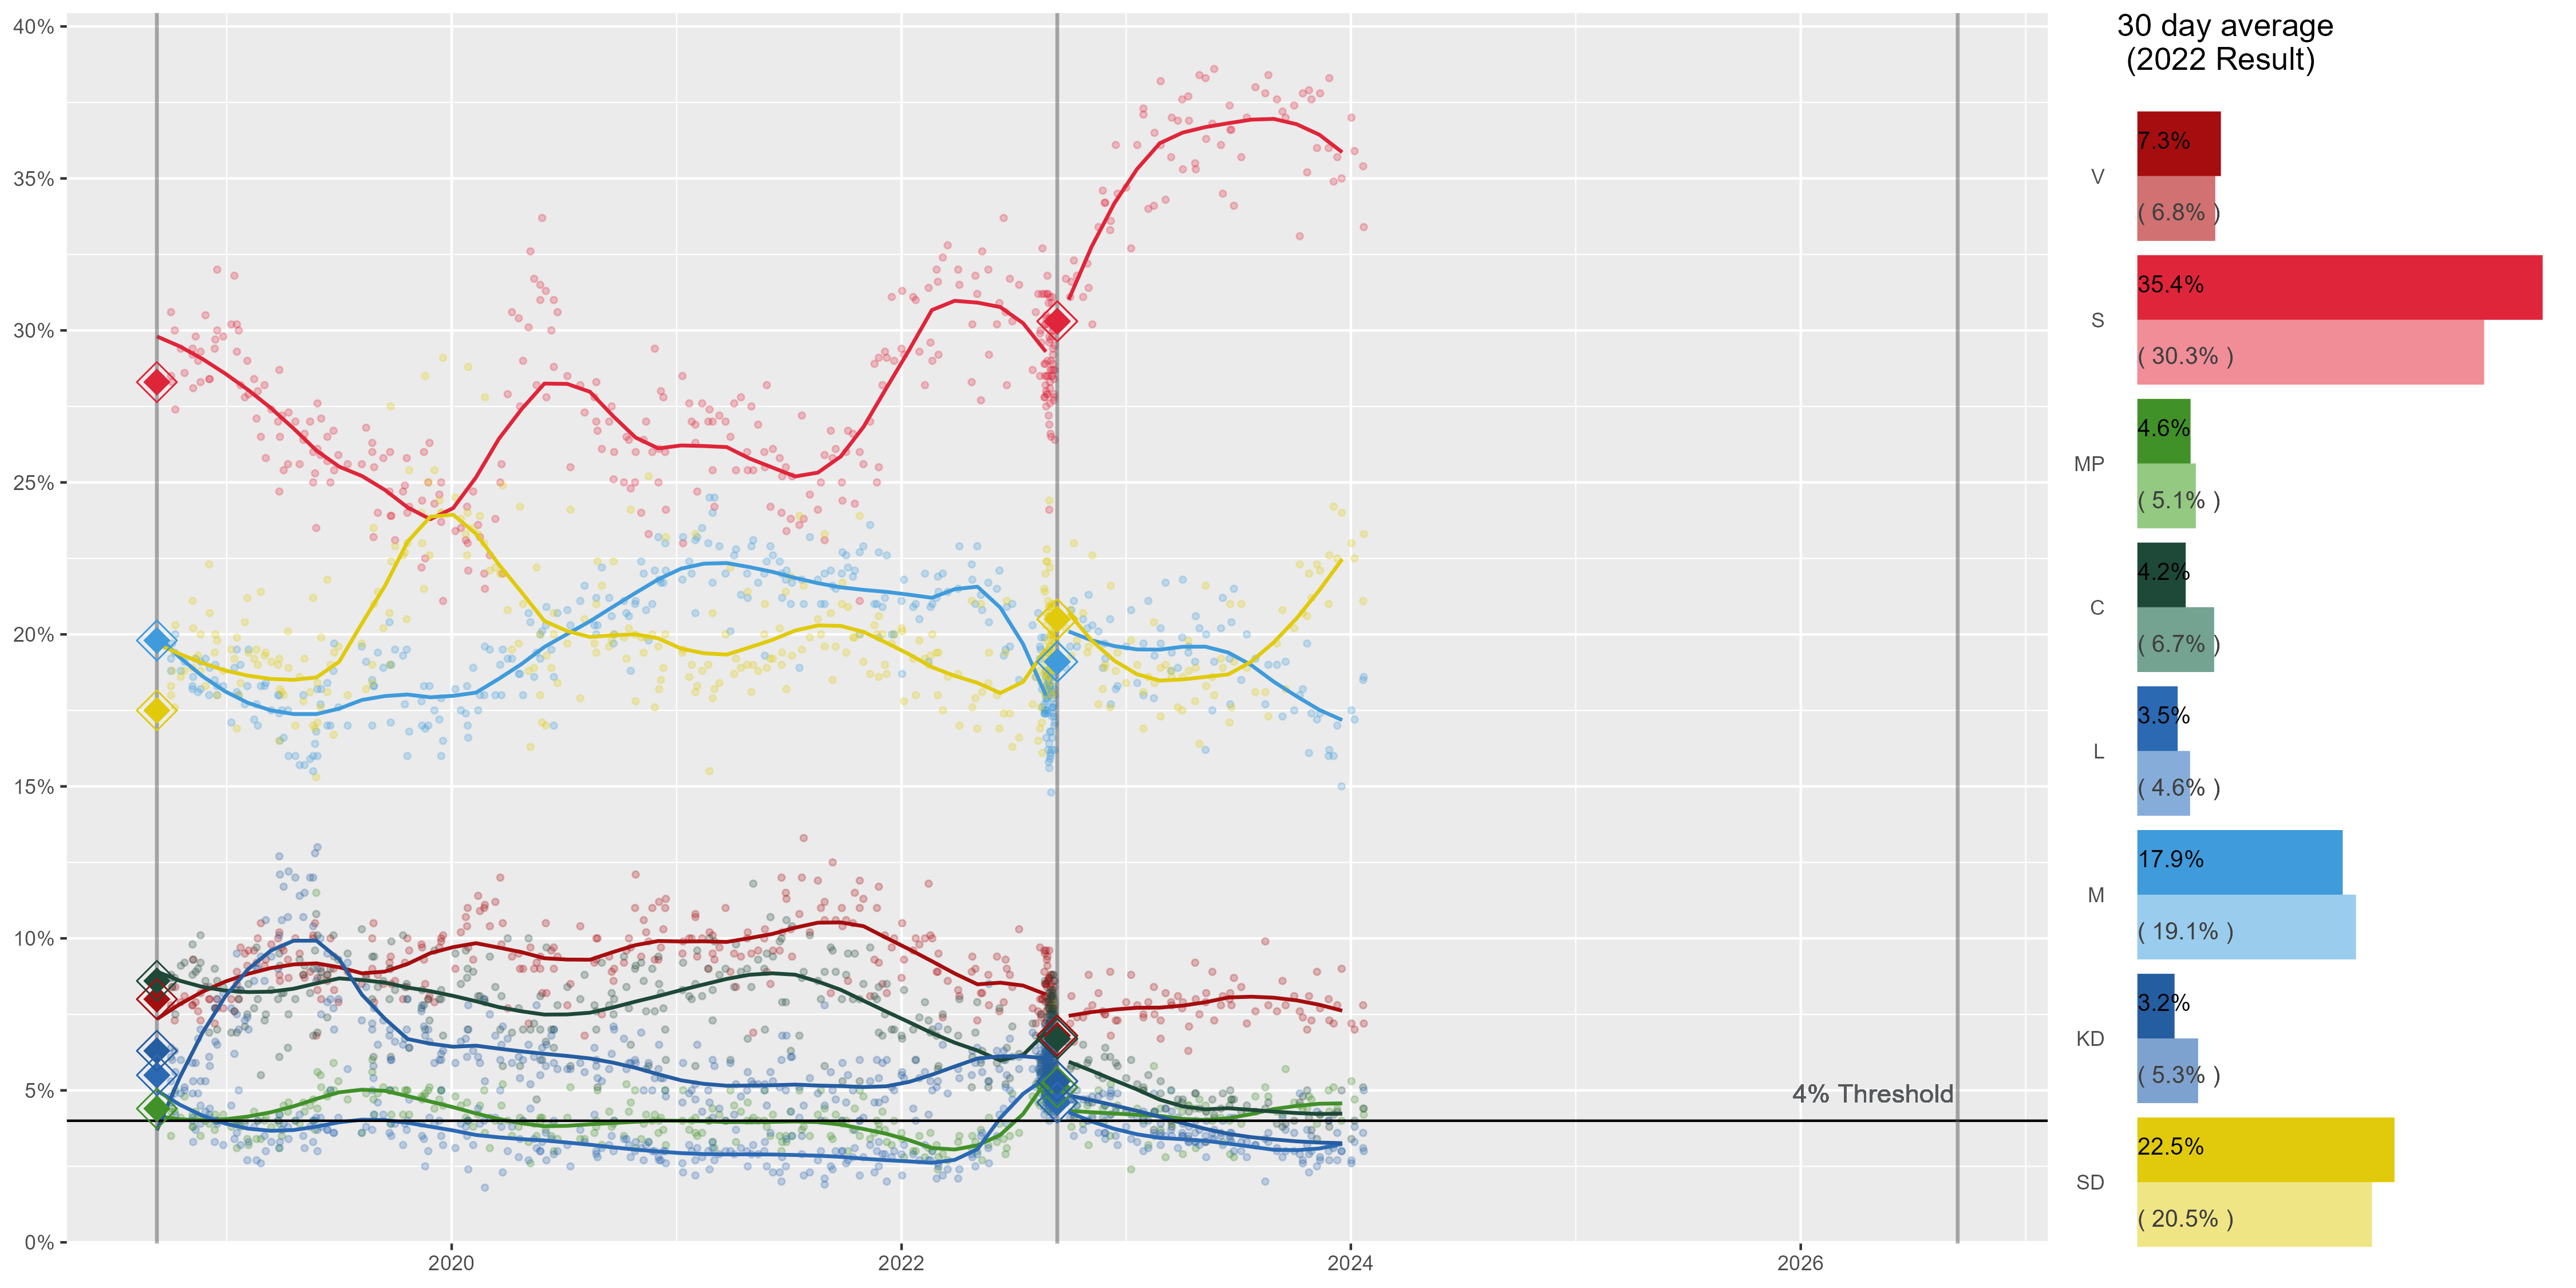 40%
35%
30%
25%
20%
15%
10%
5%
0%
2020
2022
2024
2026
4% Threshold
30 day average
(2022 Result)
V
7.3%
( 6.8% )
S
35.4%
( 30.3% )
MP
4.6%
( 5.1% )
C
4.2%
( 6.7% )
L
3.5%
( 4.6% )
M
17.9%
( 19.1% )
KD
3.2%
( 5.3% )
SD
22.5%
( 20.5% )